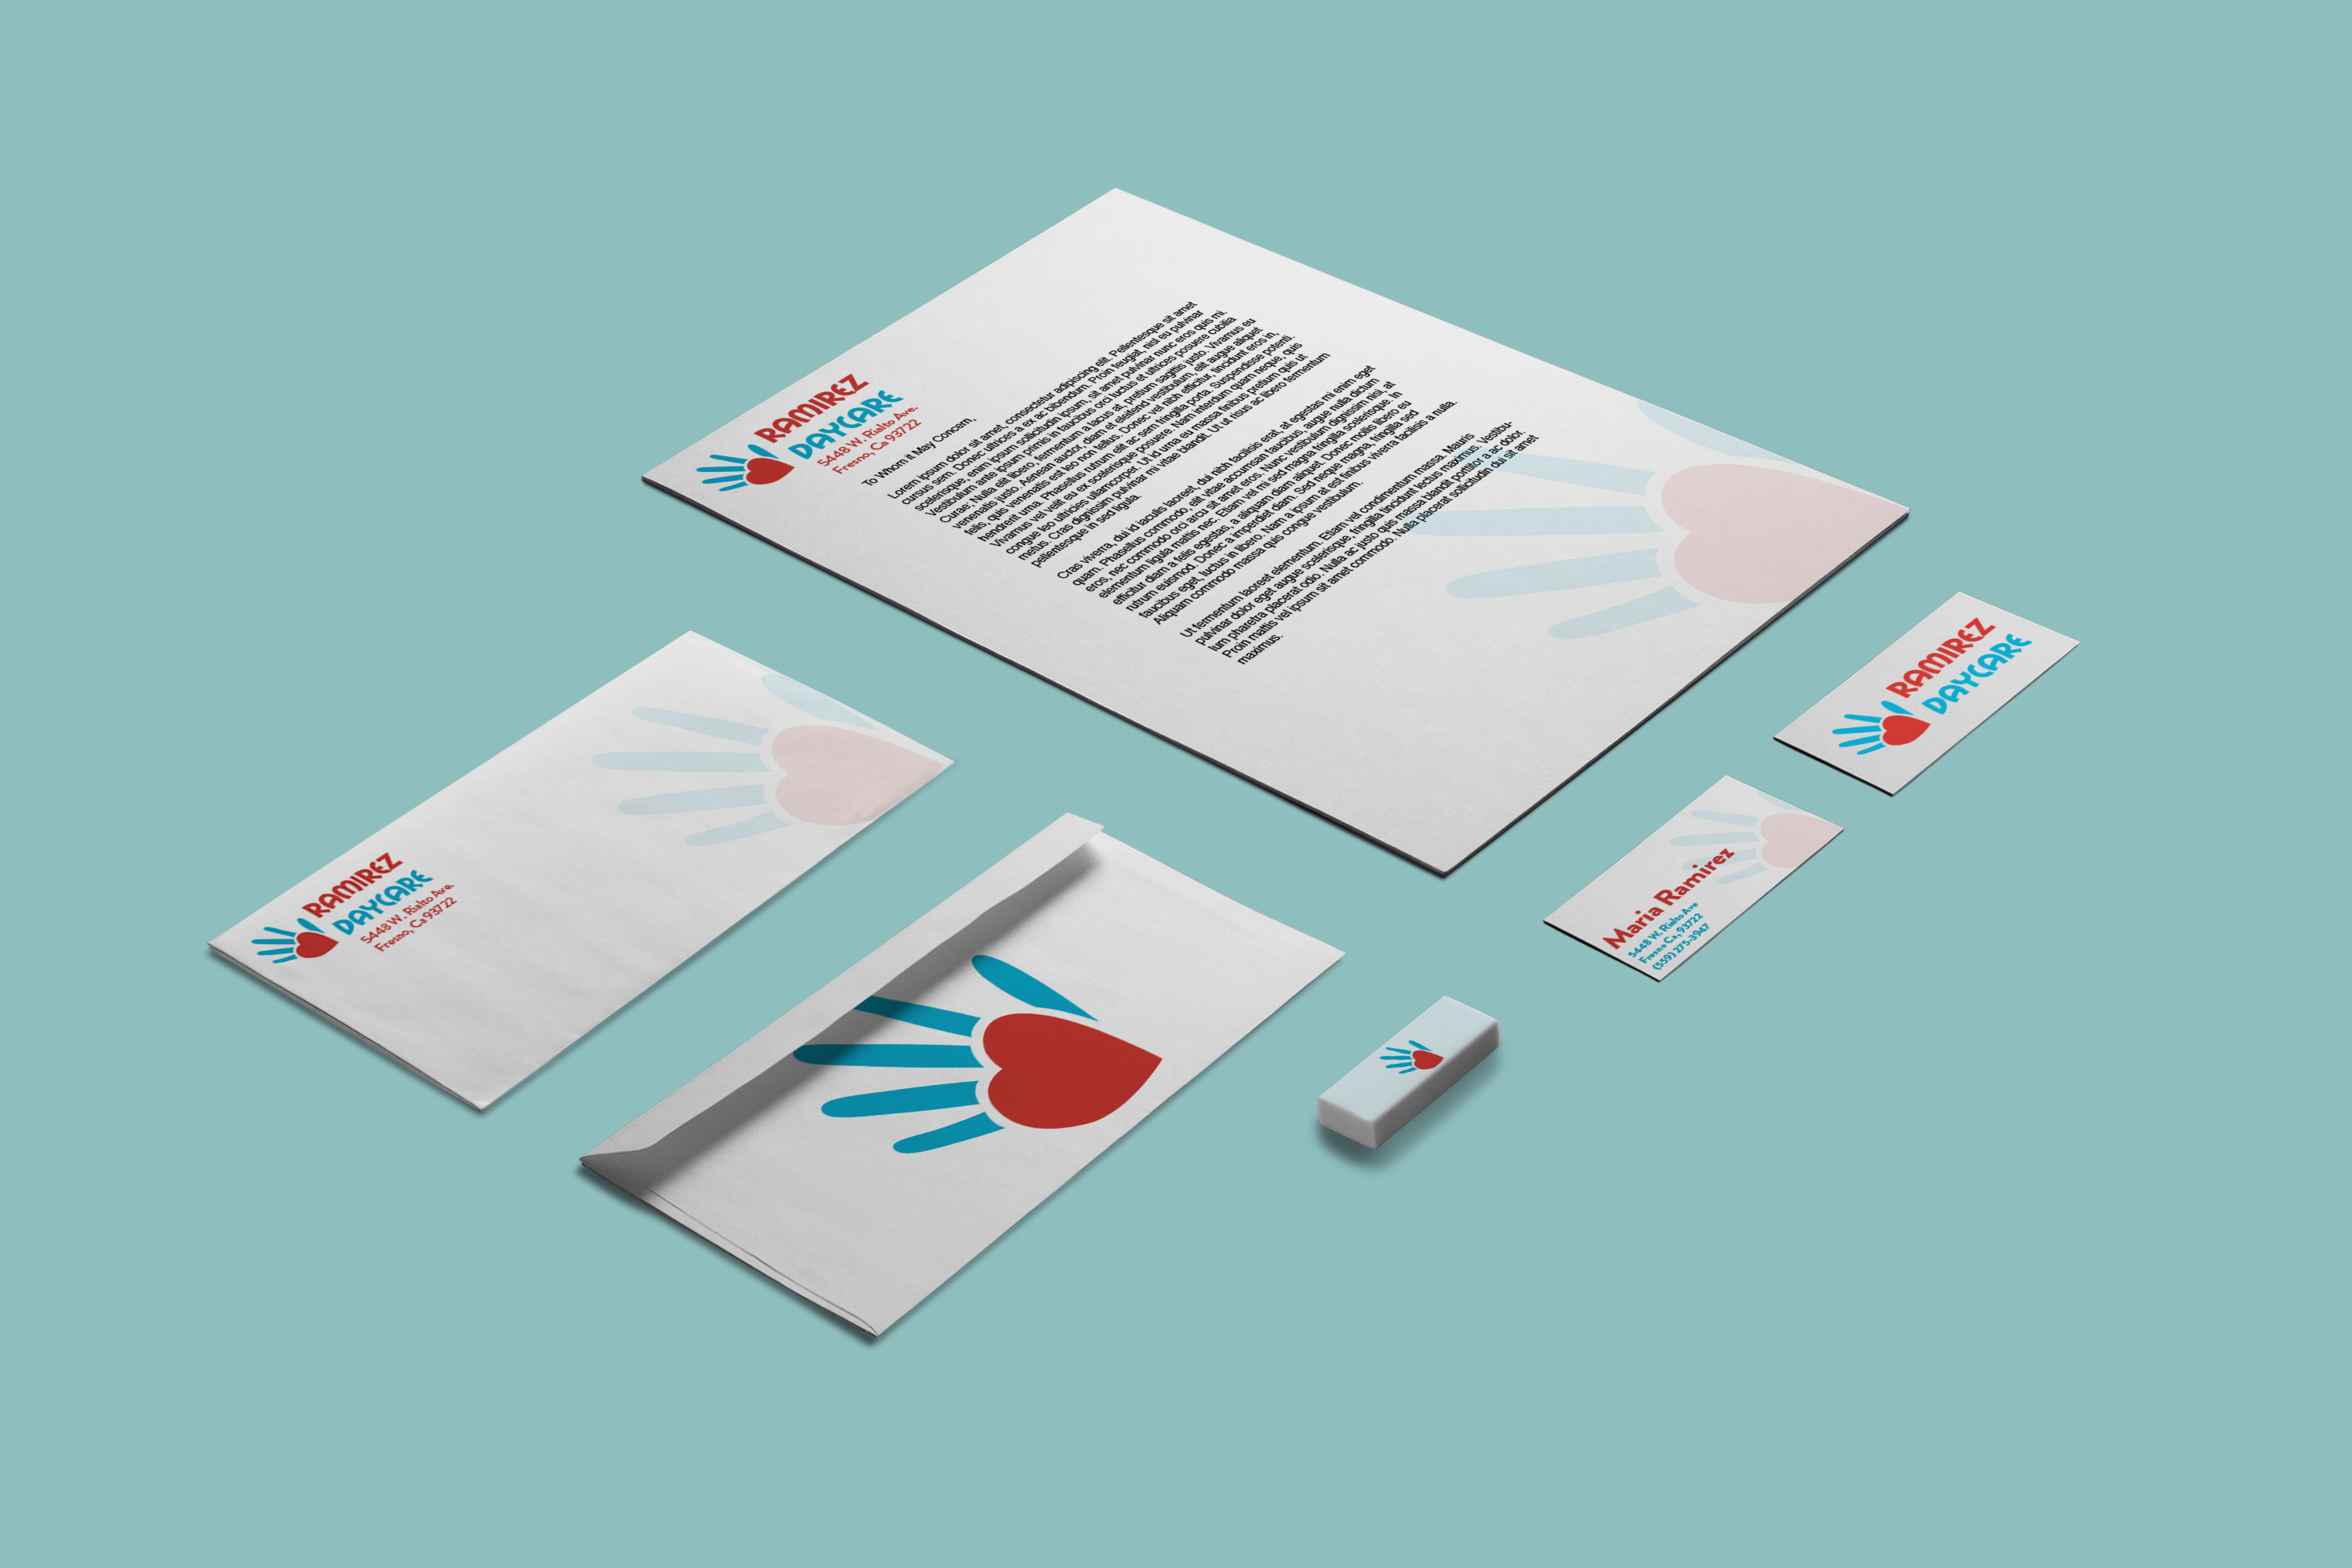 RAMIREZ
DAYCARE
5448 W. Rialto Ave.
Fresno, Ca 93722
To Whom it May Concern,
Lorem ipsum dolor sit amet, consectetur adipiscing elit. Pellentesque sit amet
cursus sem. Donec ultrices a ex ac bibendum. Proin feugiat, nisl eu pulvinar
scelerisque, enim ipsum sollicitudin ipsum, sit amet pulvinar nunc eros quis mi.
Vestibulum ante ipsum primis in faucibus orci luctus et ultrices posuere cubilia
Curae; Nulla elit libero, fermentum a lacus at, pretium sagittis justo. Vivamus eu
venenatis justo. Aenean auctor, diam et eleifend vestibulum, elit augue aliquet
felis, quis venenatis est leo non tellus. Donec vel nibh efficitur, tincidunt eros in,
hendrerit urna. Phasellus rutrum elit ac sem fringilla porta. Suspendisse potenti.
Vivamus vel velit eu ex scelerisque posuere. Nam interdum quam neque, quis
congue leo ultricies ullamcorper. Ut id urna eu massa finibus pretium quis ut
metus. Cras dignissim pulvinar mi vitae blandit. Ut ut risus ac libero fermentum
pellentesque in sed ligula.
Cras viverra, dui id iaculis laoreet, dui nibh facilisis erat, at egestas mi enim eget
quam. Phasellus commodo, elit vitae accumsan faucibus, augue nulla dictum
eros, nec commodo orci arcu sit amet eros. Nunc vestibulum dignissim nisi, at
elementum ligula mattis nec. Etiam vel mi sed magna fringilla scelerisque. In
efficitur diam a felis egestas, a aliquam diam aliquet. Donec mollis libero eu
rutrum euismod. Donec a imperdiet diam. Sed neque magna, fringilla sed
faucibus eget, luctus in libero. Nam a ipsum at est finibus viverra facilisis a nulla.
Aliquam commodo massa quis congue vestibulum.
Ut fermentum laoreet elementum. Etiam vel condimentum massa. Mauris
pulvinar dolor eget augue scelerisque, fringilla tincidunt lectus maximus. Vestibu-
lum pharetra placerat odio. Nulla ac justo quis massa blandit porttitor a ac dolor.
Proin mattis vel ipsum sit amet commodo. Nulla placerat sollicitudin dui sit amet
maximus.
RAMIREZ
DAYCARE
Maria Ramirez
5448 W. Rialto Ave
Fresno Ca, 93722
(559) 275-3947
RAMIREZ
DAYCARE
5448 W. Rialto Ave.
Fresno, Ca 93722